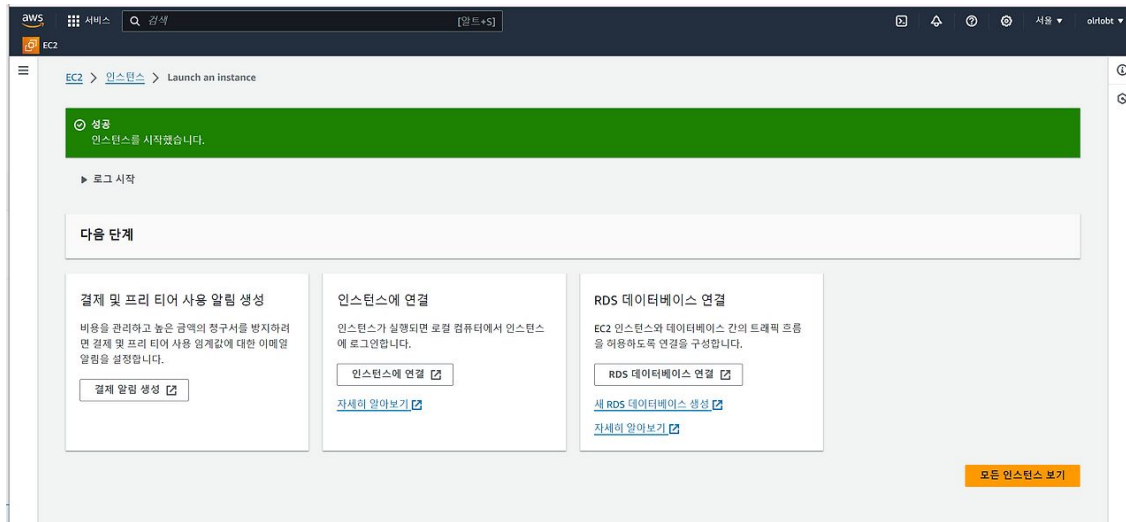 aws
서비스
검색
[알트+S]
서울 ▼
olrlobt ▼
EC2
EC2 > 인스턴스 > Launch an instance
성공
인스턴스를 시작했습니다.
▶ 로그 시작
다음 단계
결제 및 프리 티어 사용 알림 생성
비용을 관리하고 높은 금액의 청구서를 방지하려
면 결제 및 프리 티어 사용 임계값에 대한 이메일
알림을 설정합니다.
결제 알림 생성
인스턴스에 연결
인스턴스가 실행되면 로컬 컴퓨터에서 인스턴스
에 로그인합니다.
인스턴스에 연결
자세히 알아보기
RDS 데이터베이스 연결
EC2 인스턴스와 데이터베이스 간의 트래픽 흐름
을 허용하도록 연결을 구성합니다.
RDS 데이터베이스 연결
새 RDS 데이터베이스 생성
자세히 알아보기
모든 인스턴스 보기